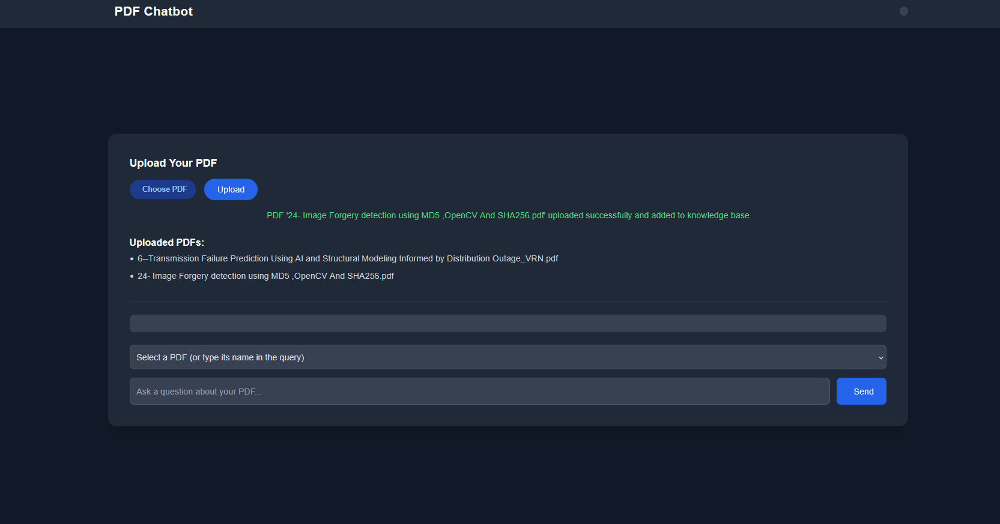 PDF Chatbot
Upload Your PDF
Choose PDF
Upload
PDF '24- Image Forgery detection using MD5 ,OpenCV And SHA256.pdf' uploaded successfully and added to knowledge base
Uploaded PDFs:
• 6--Transmission Failure Prediction Using AI and Structural Modeling Informed by Distribution Outage_VRN.pdf
• 24- Image Forgery detection using MD5 ,OpenCV And SHA256.pdf
Select a PDF (or type its name in the query)
Ask a question about your PDF...
Send